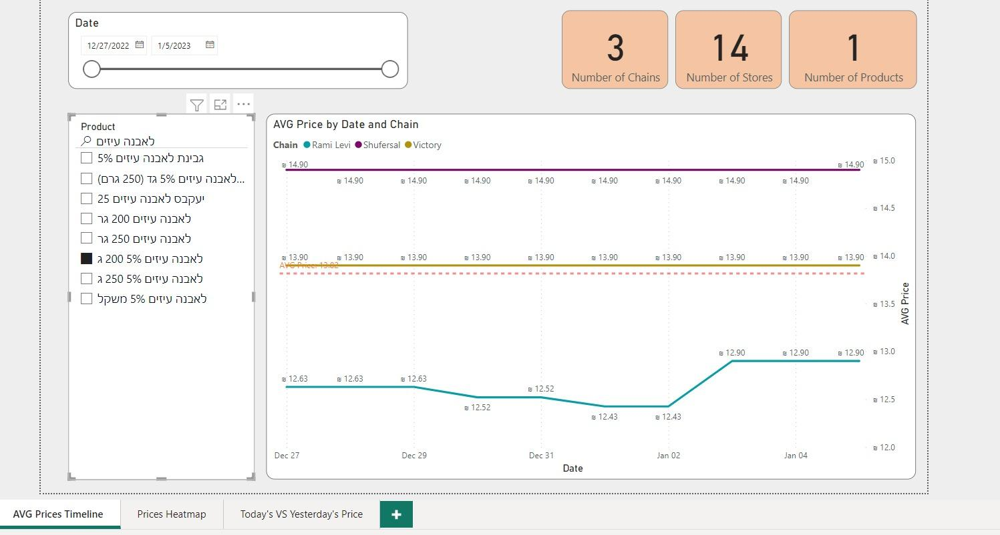 Date
12/27/2022 1/5/2023
3
Number of Chains
14
Number of Stores
1
Number of Products
Product
לאבנה עיזים
גבינת לאבנה עיזים 5%
לאבנה עיזים 5% גד (250 גרם)...
יעקבס לאבנה עיזים 25
לאבנה עיזים 200 גר
לאבנה עיזים 250 גר
לאבנה עיזים 5% 200 ג
לאבנה עיזים 5% 250 ג
לאבנה עיזים 5% משקל
AVG Price by Date and Chain
Chain Rami Levi Shufersal Victory
₪ 14.90 ₪ 14.90
₪ 14.90 ₪ 14.90 ₪ 14.90 ₪ 14.90 ₪ 14.90 ₪ 14.90 ₪ 14.90 ₪ 14.90
₪ 13.90 ₪ 13.90 ₪ 13.90 ₪ 13.90 ₪ 13.90 ₪ 13.90 ₪ 13.90 ₪ 13.90 ₪ 13.90 ₪ 13.90
AVG Price: 13.82
₪ 12.90 ₪ 12.90 ₪ 12.90
₪ 12.63 ₪ 12.63 ₪ 12.63
₪ 12.52
₪ 12.52
₪ 12.43 ₪ 12.43
₪ 15.0
₪ 14.5
₪ 14.0
₪ 13.5
₪ 13.0
₪ 12.5
₪ 12.0
AVG Price
Dec 27 Dec 29 Dec 31 Jan 02 Jan 04
Date
AVG Prices Timeline Prices Heatmap Today's VS Yesterday's Price +